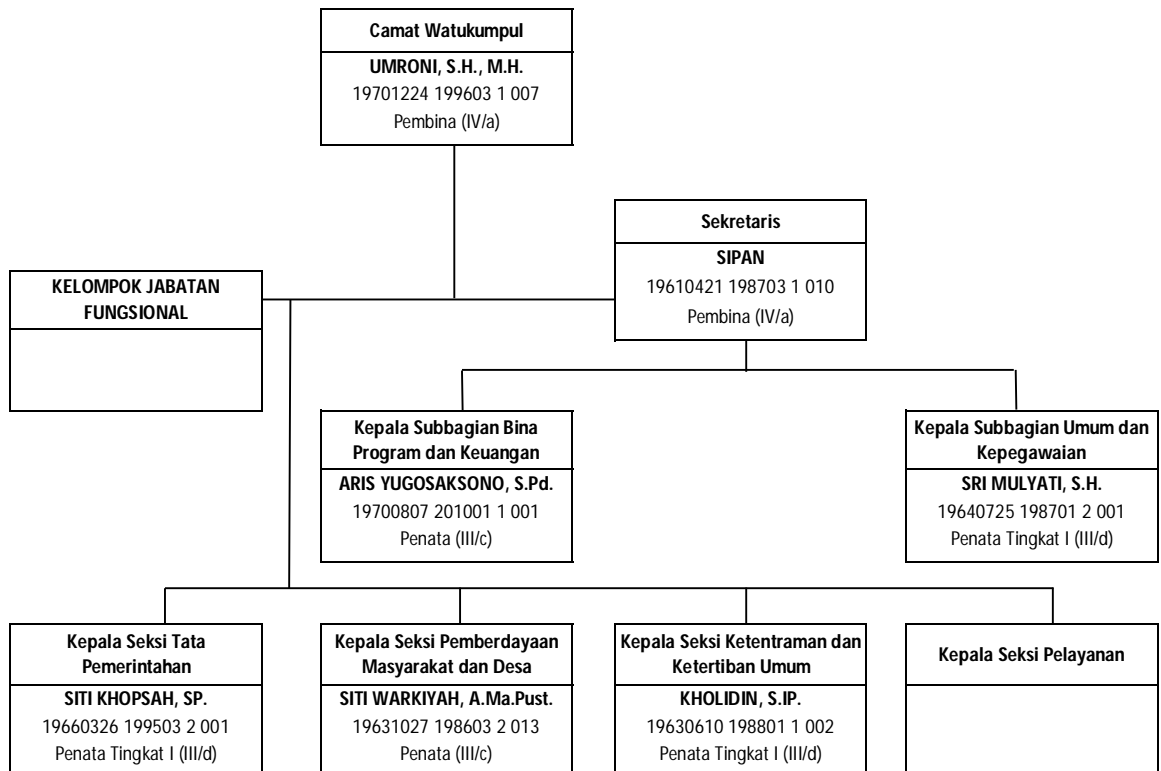 Camat Watukumpul
UMRONI, S.H., M.H.
19701224 199603 1 007
Pembina (IV/a)
Sekretaris
SIPAN
19610421 198703 1 010
Pembina (IV/a)
KELOMPOK JABATAN
FUNGSIONAL
Kepala Subbagian Bina
Program dan Keuangan
ARIS YUGOSAKSONO, S.Pd.
19700807 201001 1 001
Penata (III/c)
Kepala Subbagian Umum dan
Kepegawaian
SRI MULYATI, S.H.
19640725 198701 2 001
Penata Tingkat I (III/d)
Kepala Seksi Tata
Pemerintahan
SITI KHOPSAH, SP.
19660326 199503 2 001
Penata Tingkat I (III/d)
Kepala Seksi Pemberdayaan
Masyarakat dan Desa
SITI WARKIYAH, A.Ma.Pust.
19631027 198603 2 013
Penata (III/c)
Kepala Seksi Ketentraman dan
Ketertiban Umum
KHOLIDIN, S.IP.
19630610 198801 1 002
Penata Tingkat I (III/d)
Kepala Seksi Pelayanan